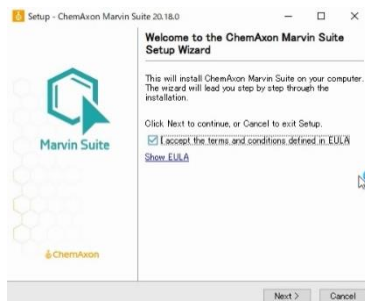 Setup - ChemAxon Marvin Suite 20.18.0
Welcome to the ChemAxon Marvin Suite
Setup Wizard
This will install ChemAxon Marvin Suite on your computer.
The wizard will lead you step by step through the
installation.
Click Next to continue, or Cancel to exit Setup.
I accept the terms and conditions defined in EULA
Show EULA
Marvin Suite
ChemAxon
Next >
Cancel